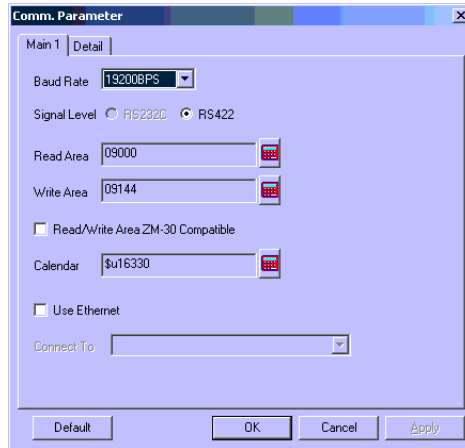 Comm. Parameter
Main 1 Detail
Baud Rate 19200BPS
Signal Level RS232C RS422
Read Area 09000
Write Area 09144
Read/Write Area ZM-30 Compatible
Calendar $u16330
Use Ethernet
Connect To
Default OK Cancel Apply